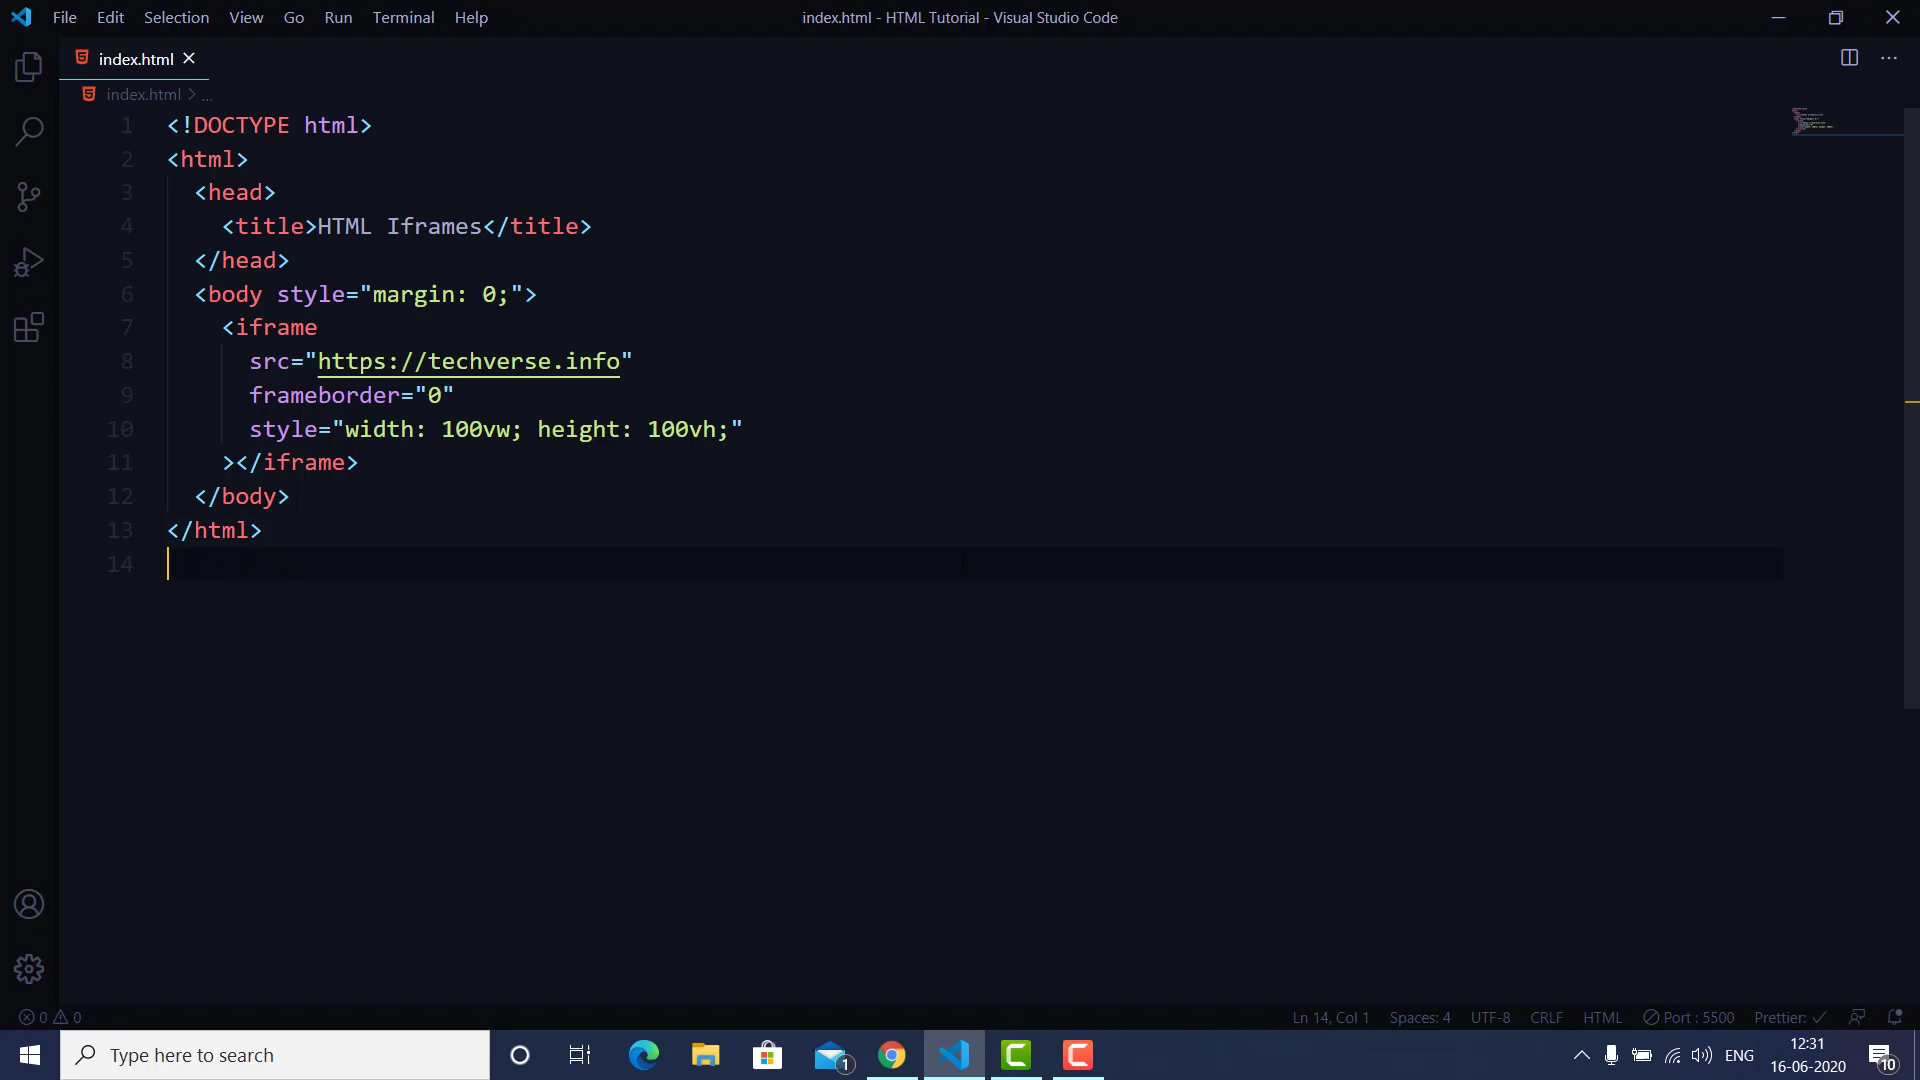 File Edit Selection View Go Run Terminal Help index.html - HTML Tutorial - Visual Studio Code
index.html
index.html > ...
1 <!DOCTYPE html>
2 <html>
3 <head>
4 <title>HTML Iframes</title>
5 </head>
6 <body style="margin: 0;">
7 <iframe
8 src="https://techverse.info"
9 frameborder="0"
10 style="width: 100vw; height: 100vh;"
11 ></iframe>
12 </body>
13 </html>
14
0 0 Ln 14, Col 1 Spaces: 4 UTF-8 CRLF HTML Port : 5500 Prettier: ✓
Type here to search 1 ENG 12:31 10
16-06-2020